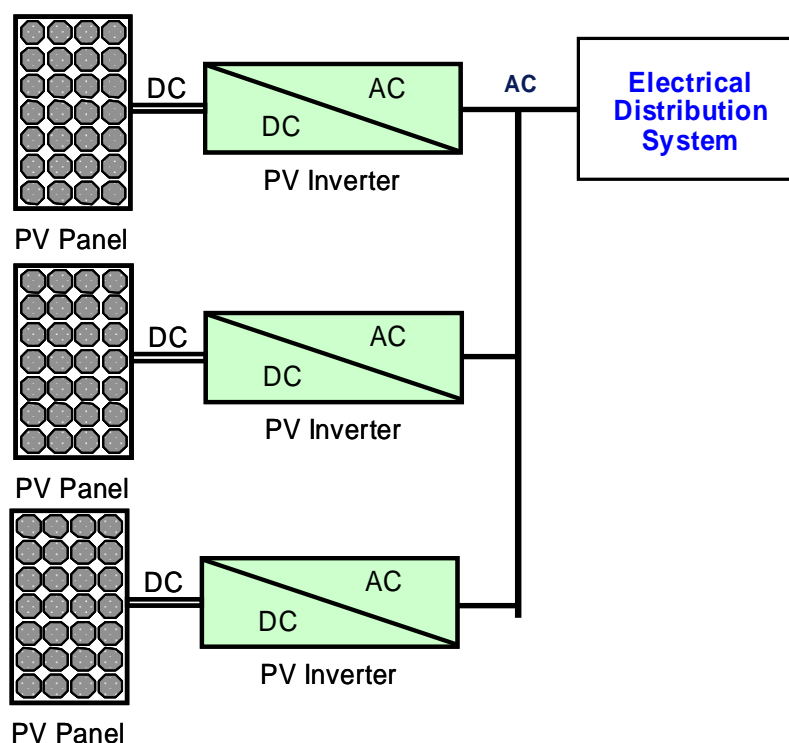 DC
AC
DC
PV Inverter
PV Panel
AC
Electrical
Distribution
System
DC
AC
DC
PV Inverter
PV Panel
DC
AC
DC
PV Inverter
PV Panel